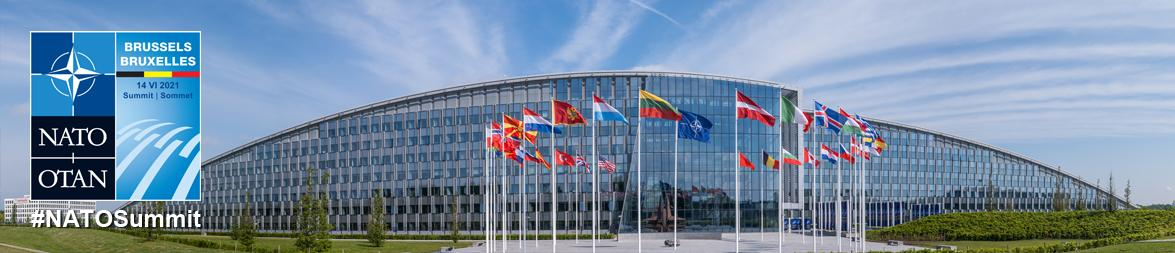 BRUSSELS
BRUXELLES
14 VI 2021
Summit | Sommet
NATO
OTAN
#NATOSummit